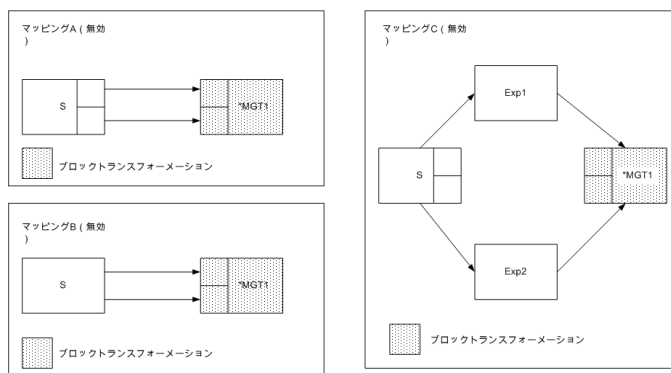 マッピングA ( 無効
)
S
*MGT1
ブロックトランスフォーメーション
マッピングB ( 無効
)
S
*MGT1
ブロックトランスフォーメーション
マッピングC ( 無効
)
Exp1
S
*MGT1
Exp2
ブロックトランスフォーメーション